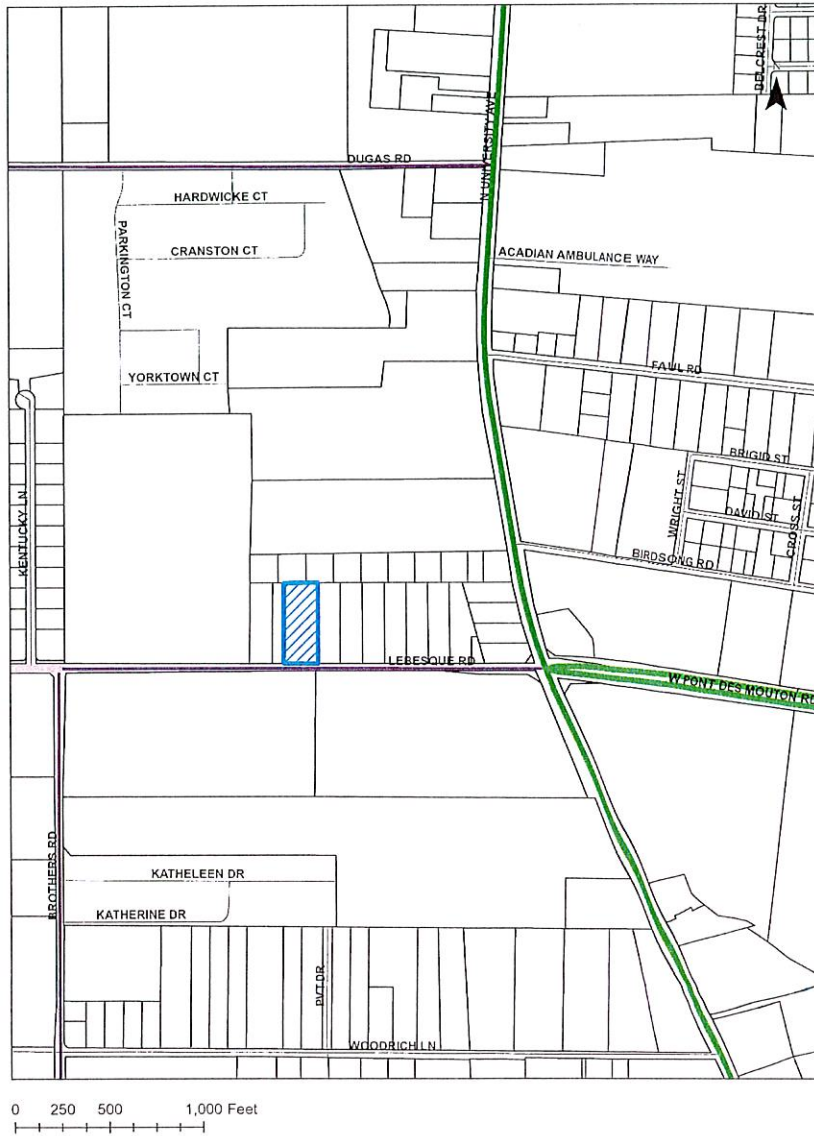 BELCREST DR
N UNIVERSITY AVE
DUGAS RD
HARDWICKE CT
PARKINGTON CT
CRANSTON CT
ACADIAN AMBULANCE WAY
YORKTOWN CT
FAUL RD
KENTUCKY LN
BRIGID ST
WRIGHT ST
DAVID ST
CROSS ST
BIRDSONG RD
LEBESQUE RD
W PONT DES MOUTON RD
BROTHERS RD
KATHELEEN DR
KATHERINE DR
PVT DR
WOODRICH LN
0 250 500 1,000 Feet